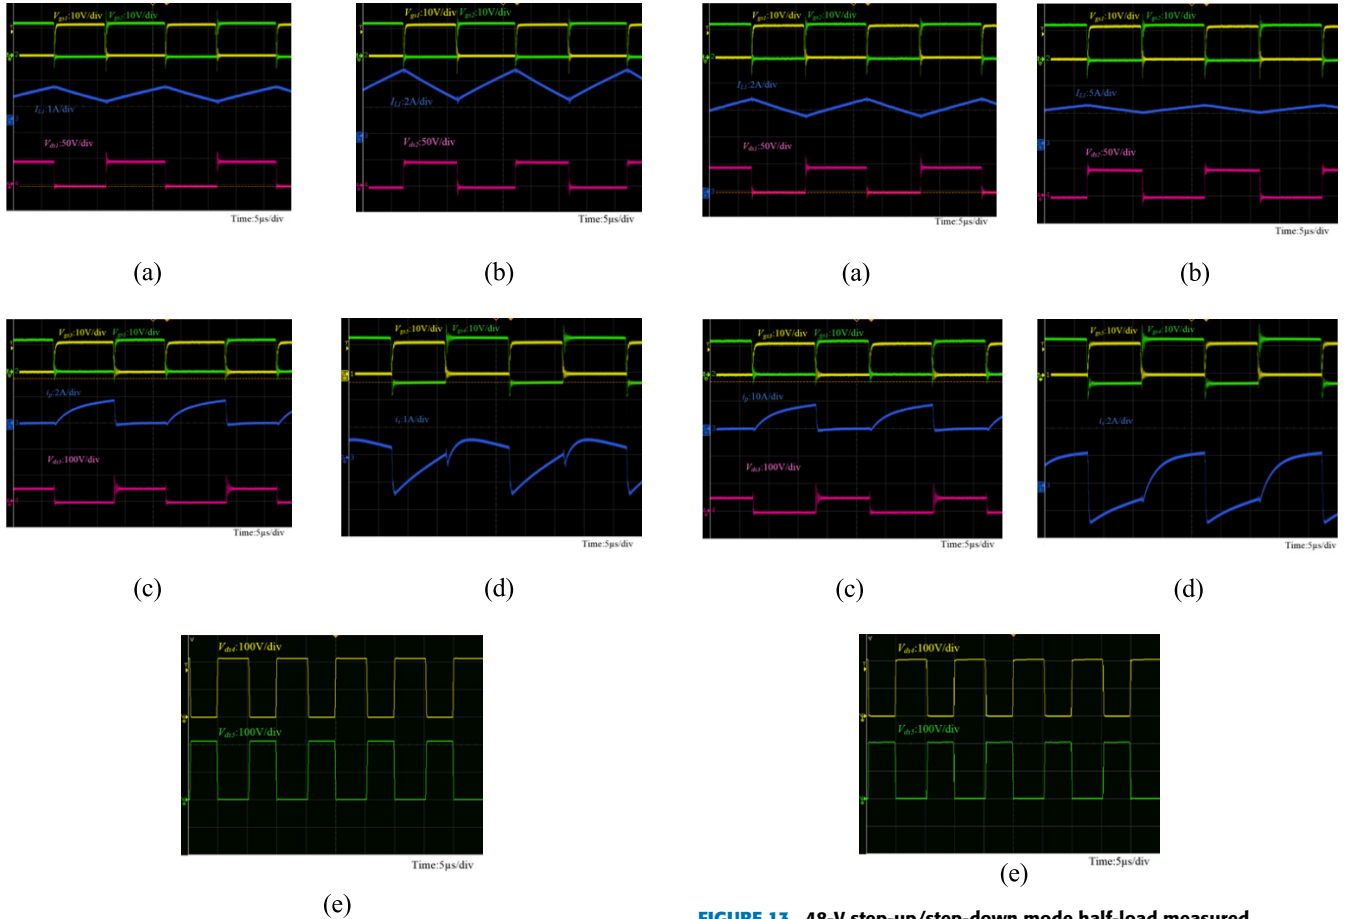 Vgs1:10V/div Vgs2:10V/div
IL1:1A/div
Vds1:50V/div
Time:5μs/div
(a)
Vgs1:10V/div Vgs2:10V/div
IL1:2A/div
Vds2:50V/div
Time:5μs/div
(b)
Vgs3:10V/div Vgs1:10V/div
ip:2A/div
Vds3:100V/div
Time:5μs/div
(c)
Vgs5:10V/div Vgs4:10V/div
is:1A/div
Time:5μs/div
(d)
Vds4:100V/div
Vds5:100V/div
Time:5μs/div
(e)
Vgs1:10V/div Vgs2:10V/div
IL1:2A/div
Vds1:50V/div
Time:5μs/div
(a)
Vgs1:10V/div Vgs2:10V/div
IL1:5A/div
Vds2:50V/div
Time:5μs/div
(b)
Vgs3:10V/div Vgs1:10V/div
ip:10A/div
Vds3:100V/div
Time:5μs/div
(c)
Vgs5:10V/div Vgs4:10V/div
is:2A/div
Time:5μs/div
(d)
Vds4:100V/div
Vds5:100V/div
Time:5μs/div
(e)
FIGURE 13. 48-V step-up/step-down mode half-load measured